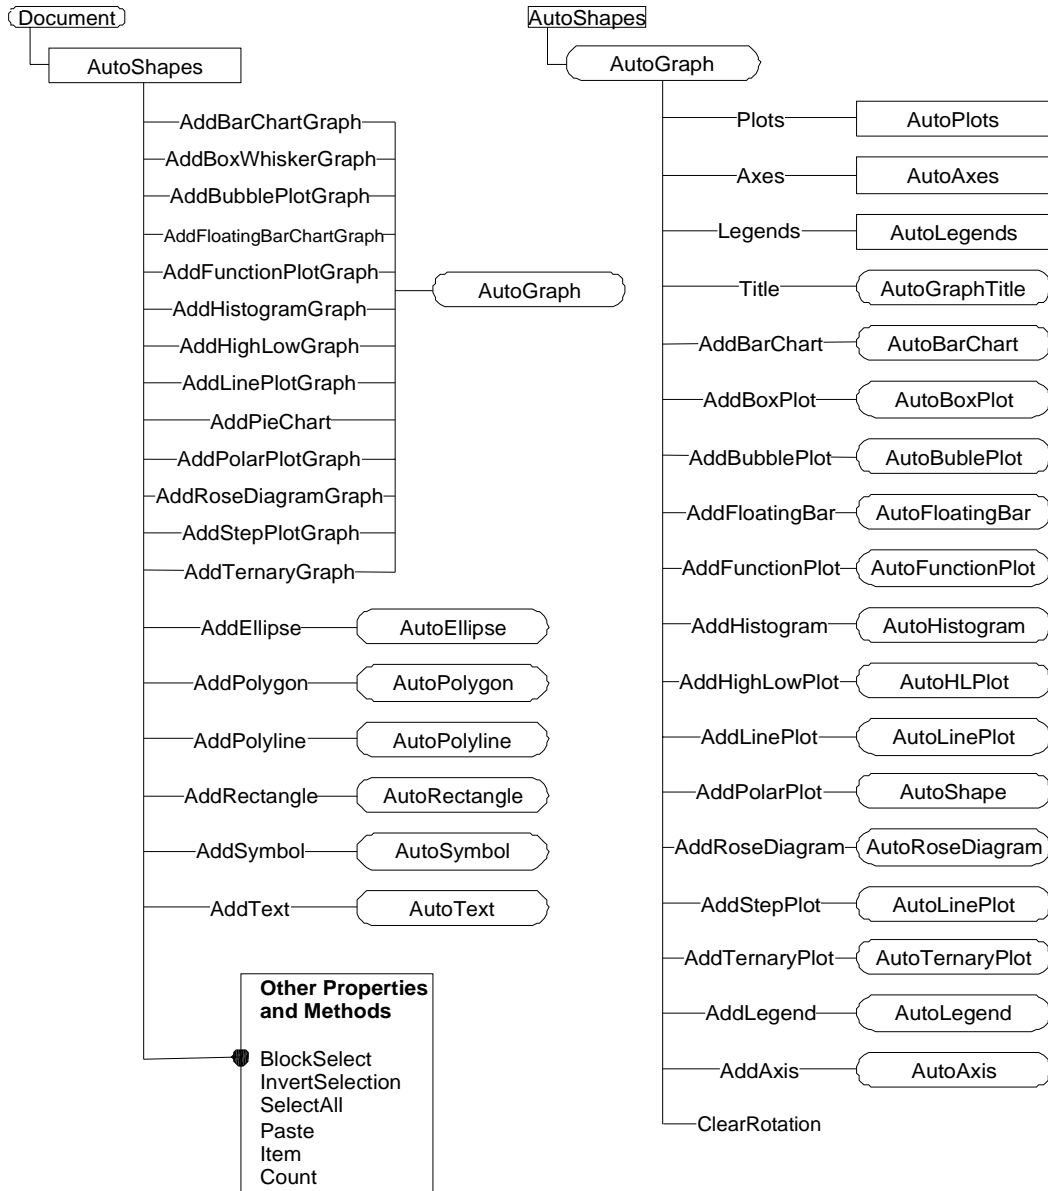 Document
AutoShapes
AddBarChartGraph
AddBoxWhiskerGraph
AddBubblePlotGraph
AddFloatingBarChartGraph
AddFunctionPlotGraph
AddHistogramGraph
AddHighLowGraph
AddLinePlotGraph
AddPieChart
AddPolarPlotGraph
AddRoseDiagramGraph
AddStepPlotGraph
AddTernaryGraph
AutoGraph
AddEllipse AutoEllipse
AddPolygon AutoPolygon
AddPolyline AutoPolyline
AddRectangle AutoRectangle
AddSymbol AutoSymbol
AddText AutoText
Other Properties
and Methods
BlockSelect
InvertSelection
SelectAll
Paste
Item
Count
AutoShapes
AutoGraph
Plots AutoPlots
Axes AutoAxes
Legends AutoLegends
Title AutoGraphTitle
AddBarChart AutoBarChart
AddBoxPlot AutoBoxPlot
AddBubblePlot AutoBublePlot
AddFloatingBar AutoFloatingBar
AddFunctionPlot AutoFunctionPlot
AddHistogram AutoHistogram
AddHighLowPlot AutoHLPlot
AddLinePlot AutoLinePlot
AddPolarPlot AutoShape
AddRoseDiagram AutoRoseDiagram
AddStepPlot AutoLinePlot
AddTernaryPlot AutoTernaryPlot
AddLegend AutoLegend
AddAxis AutoAxis
ClearRotation